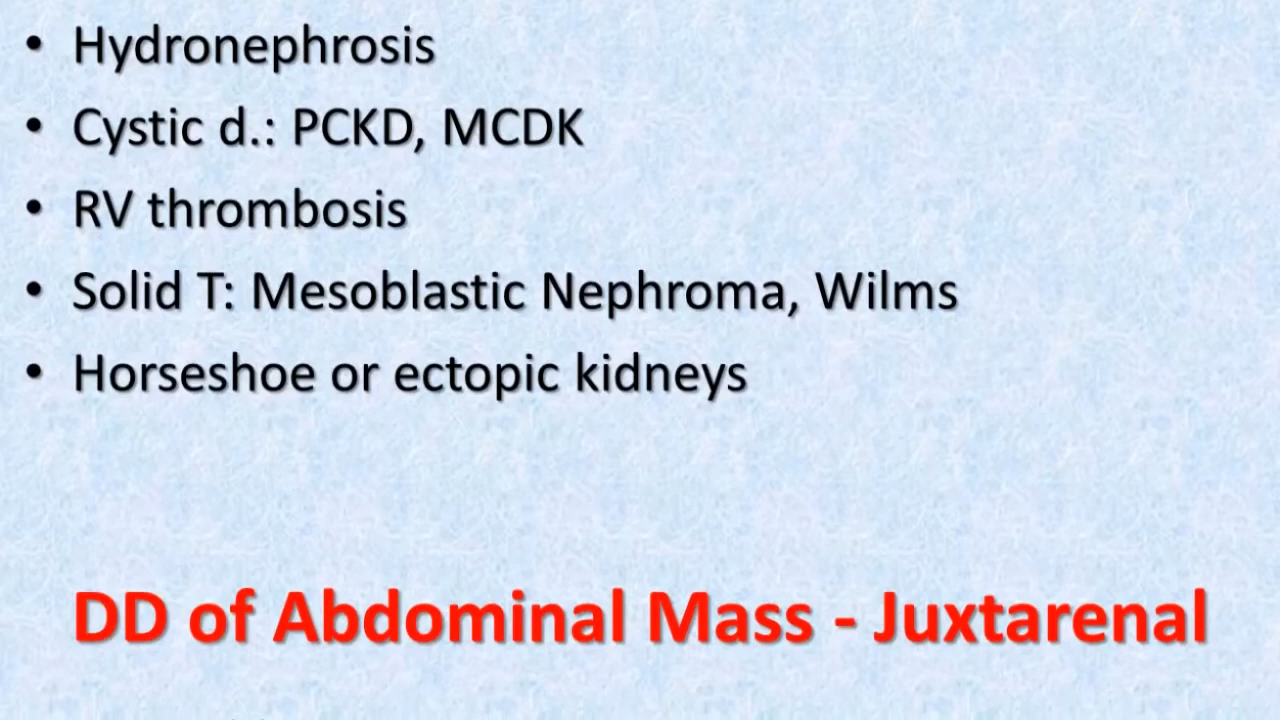 • Hydronephrosis
• Cystic d.: PCKD, MCDK
• RV thrombosis
• Solid T: Mesoblastic Nephroma, Wilms
• Horseshoe or ectopic kidneys
DD of Abdominal Mass - Juxtarenal